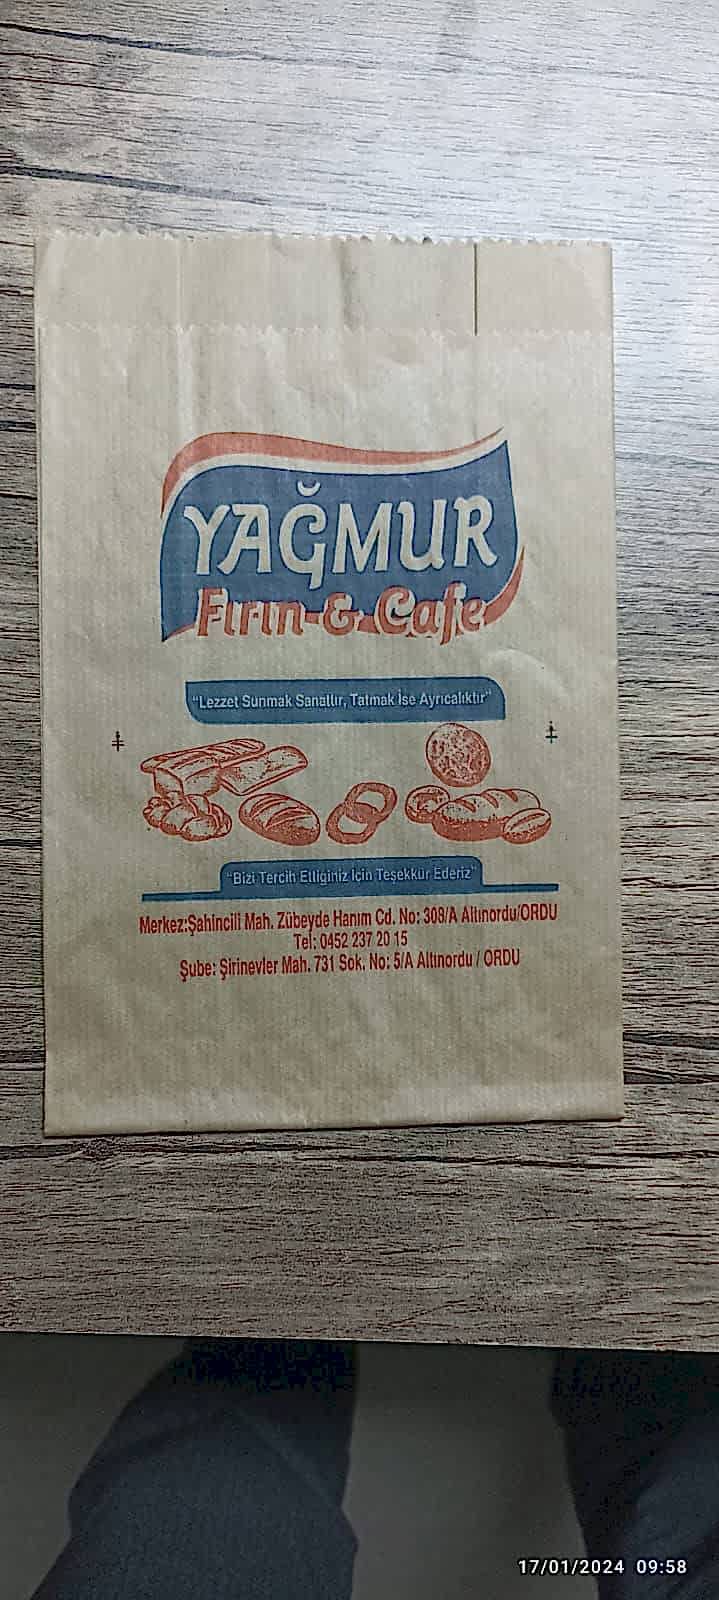 YAĞMUR
Fırın & Cafe
"Lezzet Sunmak Sanattır, Tatmak İse Ayrıcalıktır"
"Bizi Tercih Ettiğiniz İçin Teşekkür Ederiz"
Merkez:Şahincili Mah. Zübeyde Hanım Cd. No: 308/A Altınordu/ORDU
Tel: 0452 237 20 15
Şube: Şirinevler Mah. 731 Sok. No: 5/A Altınordu / ORDU
17/01/2024 09:58